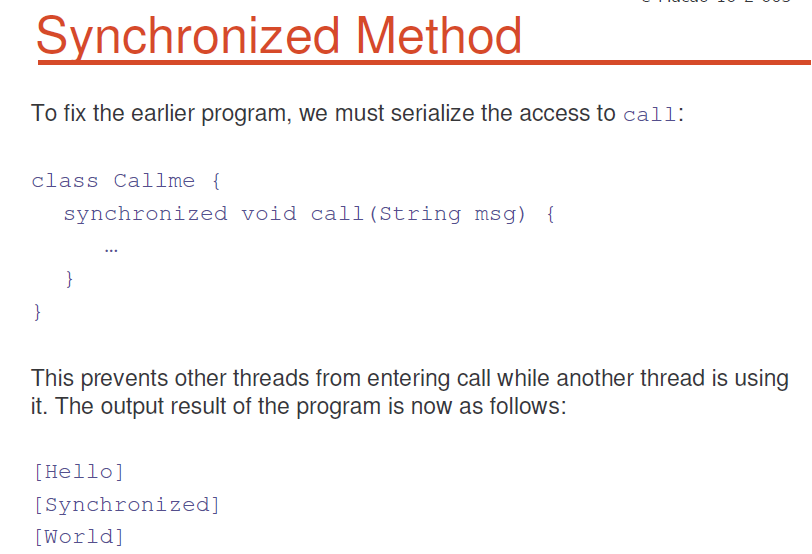 Synchronized Method
To fix the earlier program, we must serialize the access to call:
class Callme {
synchronized void call(String msg) {
…
}
}
This prevents other threads from entering call while another thread is using
it. The output result of the program is now as follows:
[Hello]
[Synchronized]
[World]